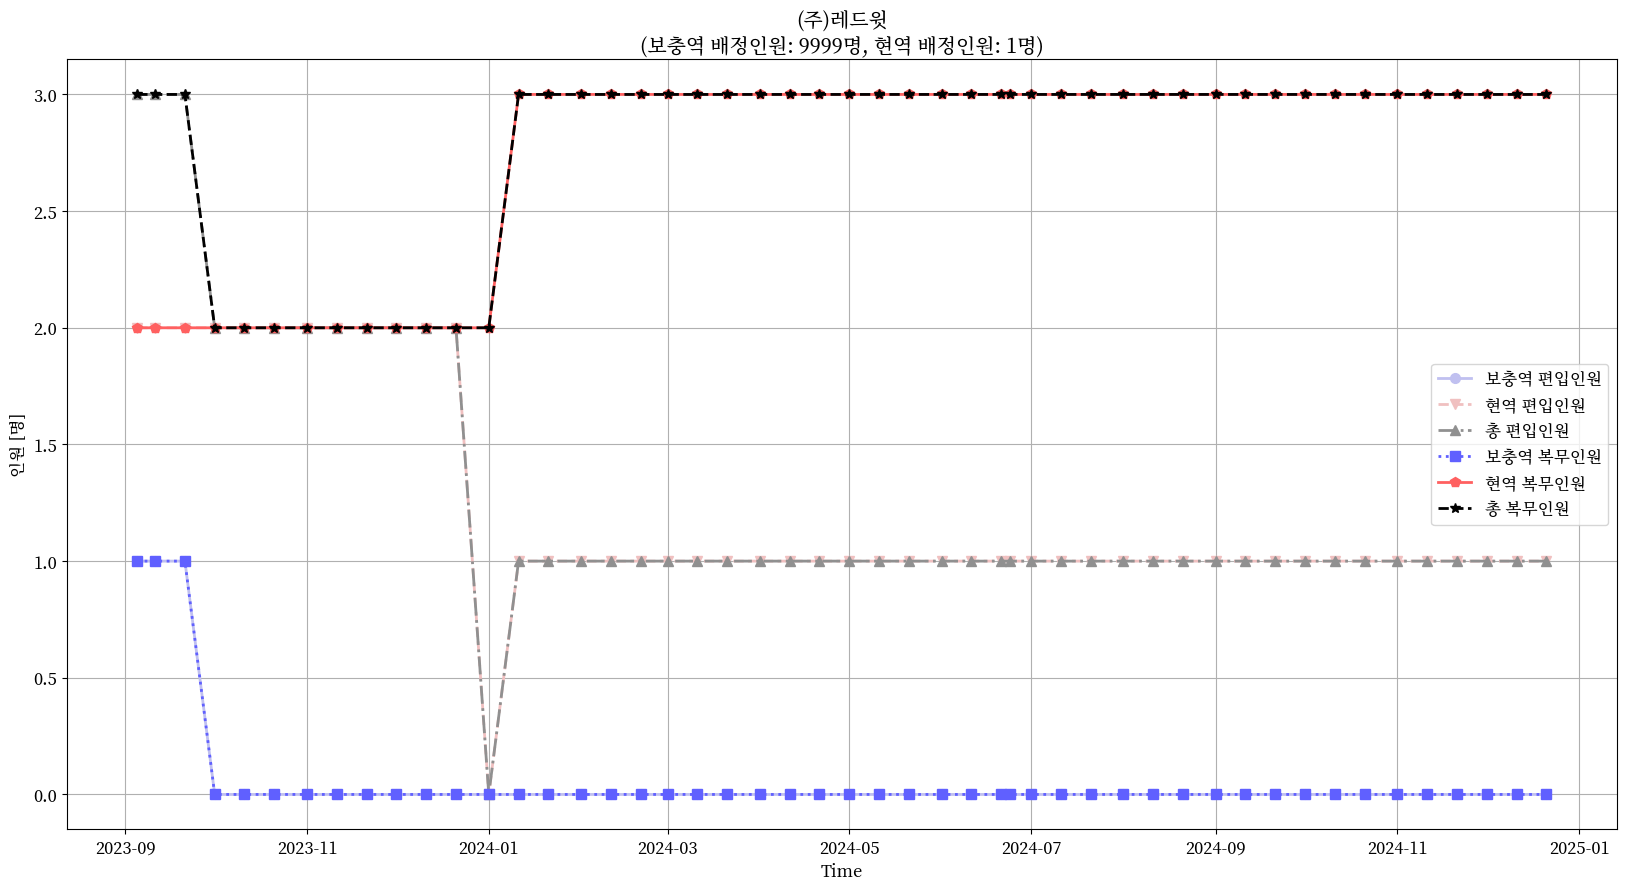 (주)레드윗
(보충역 배정인원: 9999명, 현역 배정인원: 1명)
3.0
2.5
2.0
1.5
1.0
0.5
0.0
인원 [명]
보충역 편입인원
현역 편입인원
총 편입인원
보충역 복무인원
현역 복무인원
총 복무인원
2023-09 2023-11 2024-01 2024-03 2024-05 2024-07 2024-09 2024-11 2025-01
Time